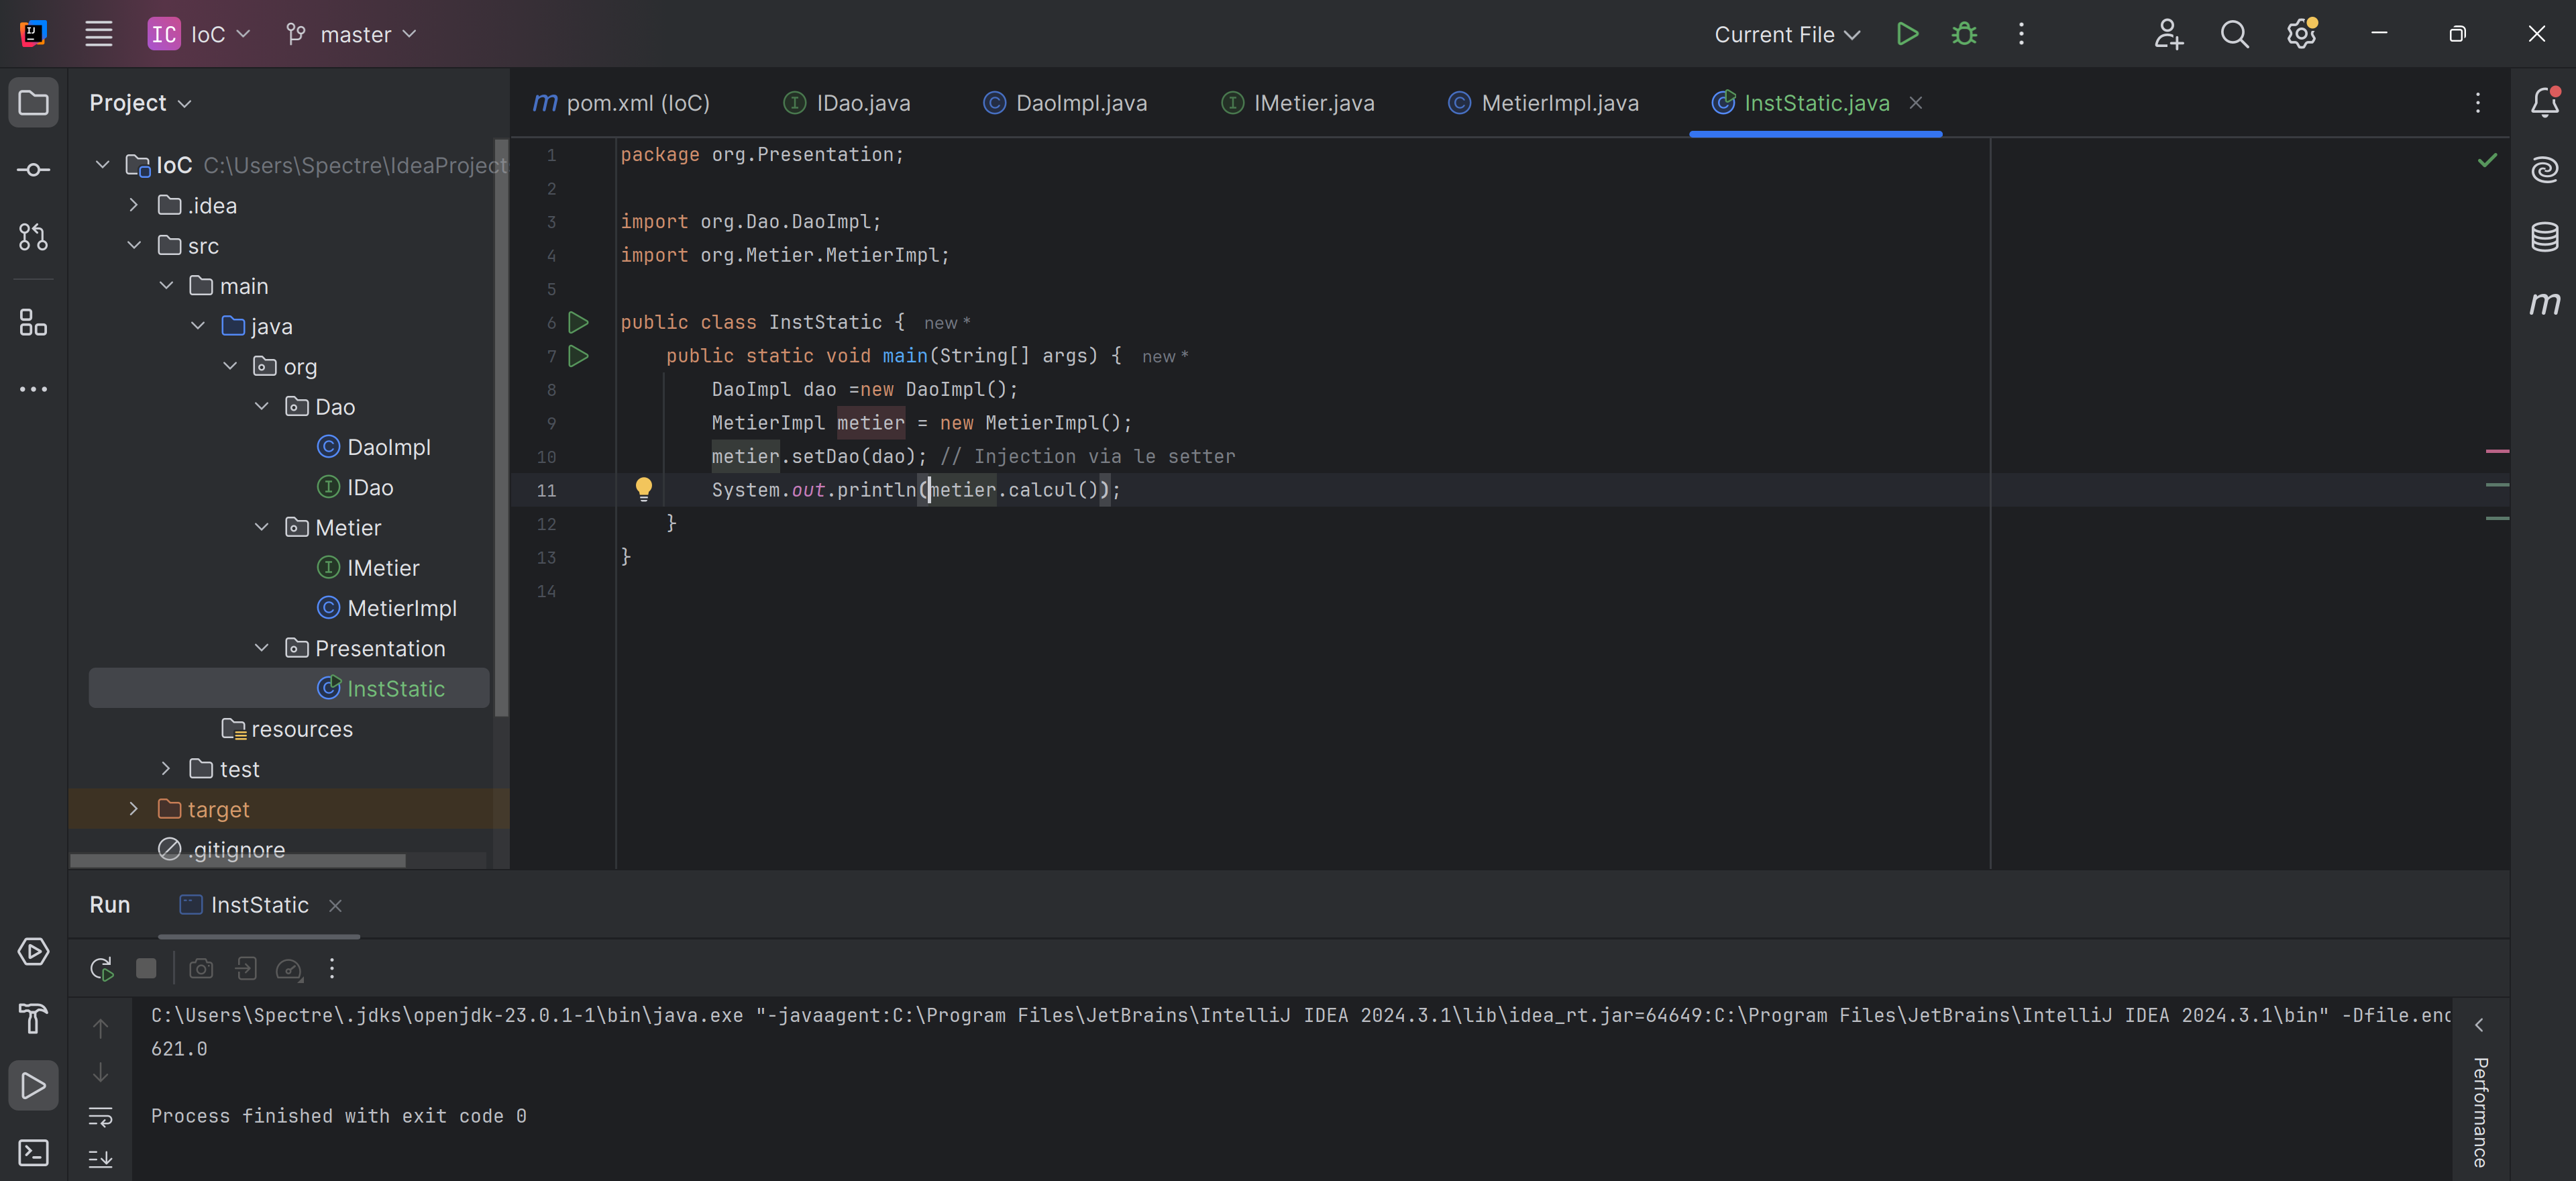 IC IoC master Current File
Project
pom.xml (IoC) IDao.java DaoImpl.java IMetier.java MetierImpl.java InstStatic.java
IoC C:\Users\Spectre\IdeaProject
.idea
src
main
java
org
Dao
DaoImpl
IDao
Metier
IMetier
MetierImpl
Presentation
InstStatic
resources
test
target
.gitignore
1 package org.Presentation;
2
3 import org.Dao.DaoImpl;
4 import org.Metier.MetierImpl;
5
6 public class InstStatic { new *
7 public static void main(String[] args) { new *
8 DaoImpl dao =new DaoImpl();
9 MetierImpl metier = new MetierImpl();
10 metier.setDao(dao); // Injection via le setter
11 System.out.println(metier.calcul());
12 }
13 }
14
Run InstStatic
C:\Users\Spectre\.jdks\openjdk-23.0.1-1\bin\java.exe "-javaagent:C:\Program Files\JetBrains\IntelliJ IDEA 2024.3.1\lib\idea_rt.jar=64649:C:\Program Files\JetBrains\IntelliJ IDEA 2024.3.1\bin" -Dfile.enc
621.0
Process finished with exit code 0
Performance